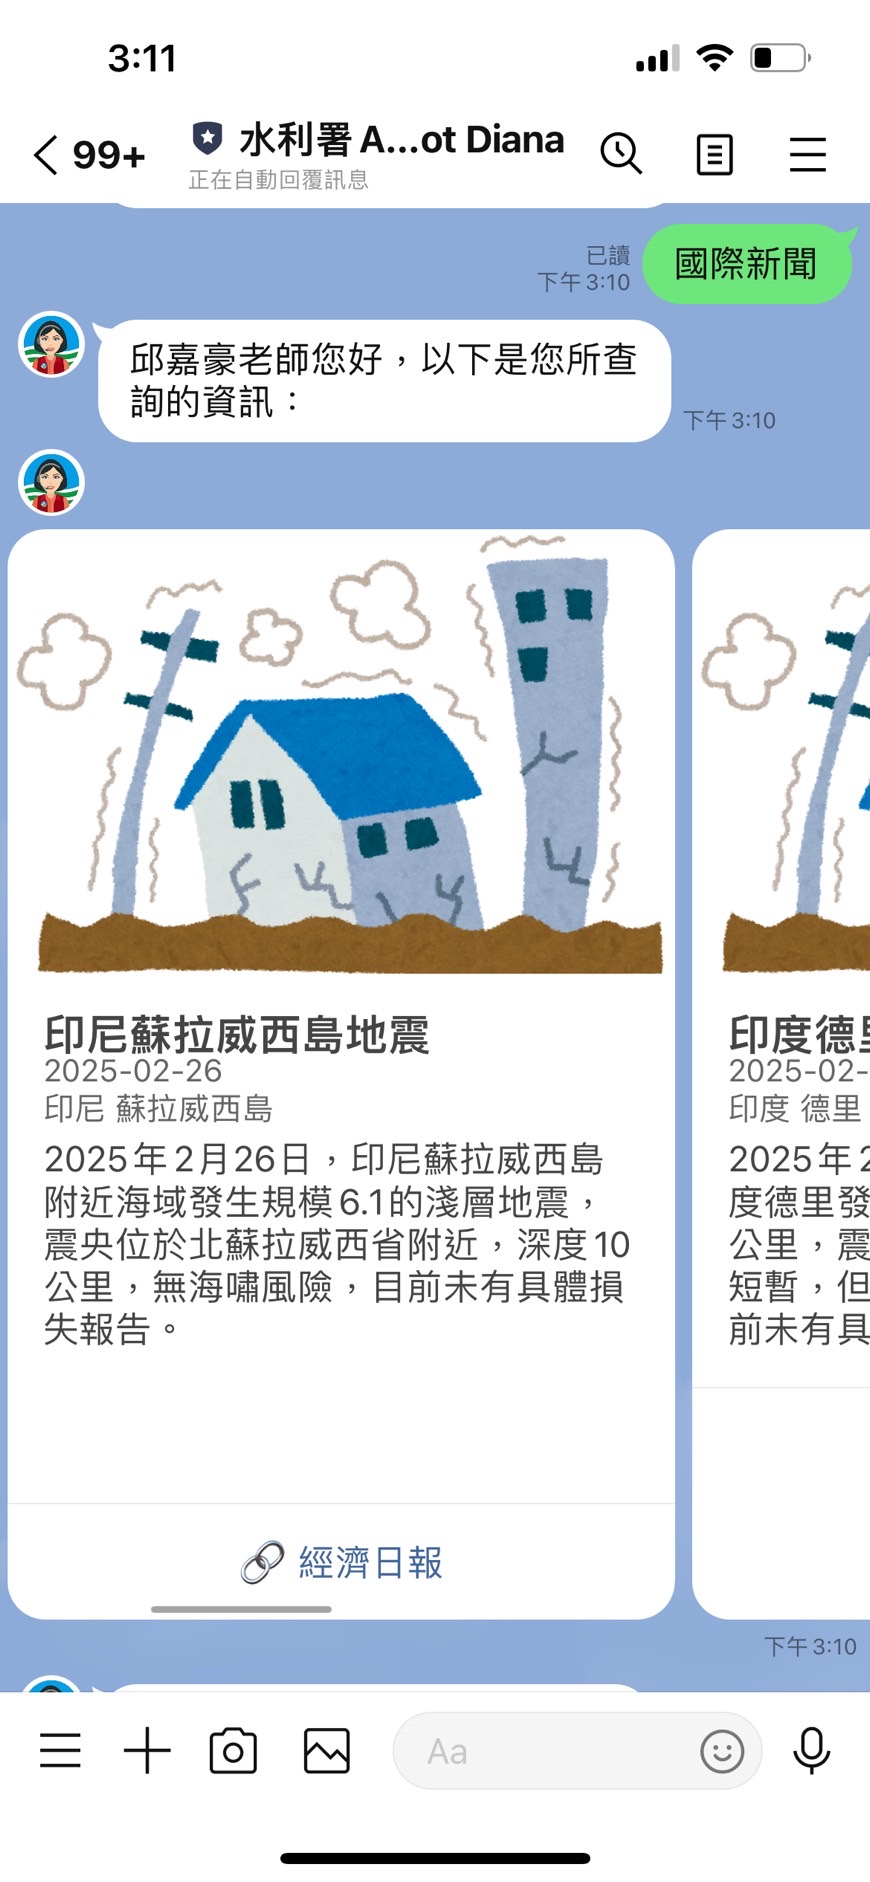 3:11
99+
水利署 A...ot Diana
正在自動回覆訊息
國際新聞
已讀
下午 3:10
邱嘉豪老師您好，以下是您所查
詢的資訊：
下午 3:10
印尼蘇拉威西島地震
2025-02-26
印尼 蘇拉威西島
2025年2月26日，印尼蘇拉威西島
附近海域發生規模6.1的淺層地震，
震央位於北蘇拉威西省附近，深度10
公里，無海嘯風險，目前未有具體損
失報告。
經濟日報
印度德
2025-02-
印度 德里
2025年2
度德里發
公里，震
短暫，但
前未有具
下午 3:10
Aa